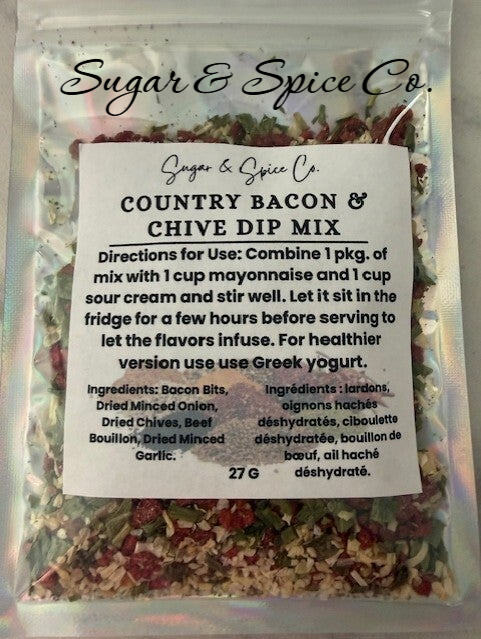 Sugar & Spice Co.
Sugar & Spice Co.
COUNTRY BACON &
CHIVE DIP MIX
Directions for Use: Combine 1 pkg. of
mix with 1 cup mayonnaise and 1 cup
sour cream and stir well. Let it sit in the
fridge for a few hours before serving to
let the flavors infuse. For healthier
version use use Greek yogurt.
Ingredients: Bacon Bits,
Dried Minced Onion,
Dried Chives, Beef
Bouillon, Dried Minced
Garlic.
Ingrédients : lardons,
oignons hachés
déshydratés, ciboulette
déshydratée, bouillon de
bœuf, ail haché
déshydraté.
27 G